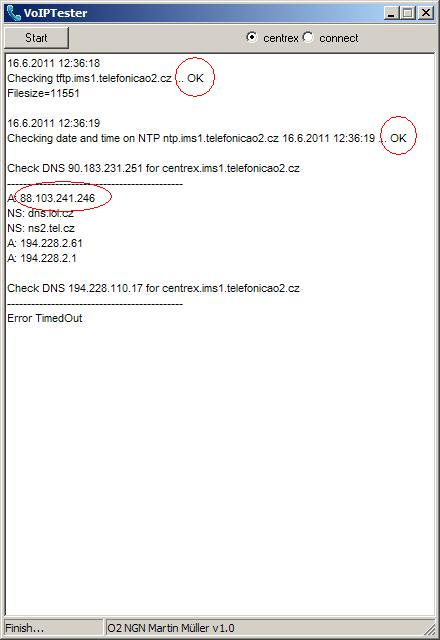 VoIPTester
Start
centrex
connect
16.6.2011 12:36:18
Checking tftp.ims1.telefonicao2.cz ... OK
Filesize=11551
16.6.2011 12:36:19
Checking date and time on NTP ntp.ims1.telefonicao2.cz 16.6.2011 12:36:19 ... OK
Check DNS 90.183.231.251 for centrex.ims1.telefonicao2.cz
--------------------------------------------
A: 88.103.241.246
NS: dns.iol.cz
NS: ns2.tel.cz
A: 194.228.2.61
A: 194.228.2.1
Check DNS 194.228.110.17 for centrex.ims1.telefonicao2.cz
--------------------------------------------
Error TimedOut
Finish...
O2 NGN Martin Müller v1.0